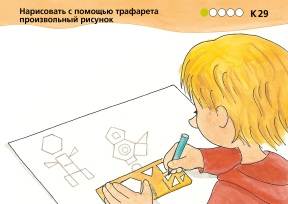 Нарисовать с помощью трафарета
произвольный рисунок
К 29